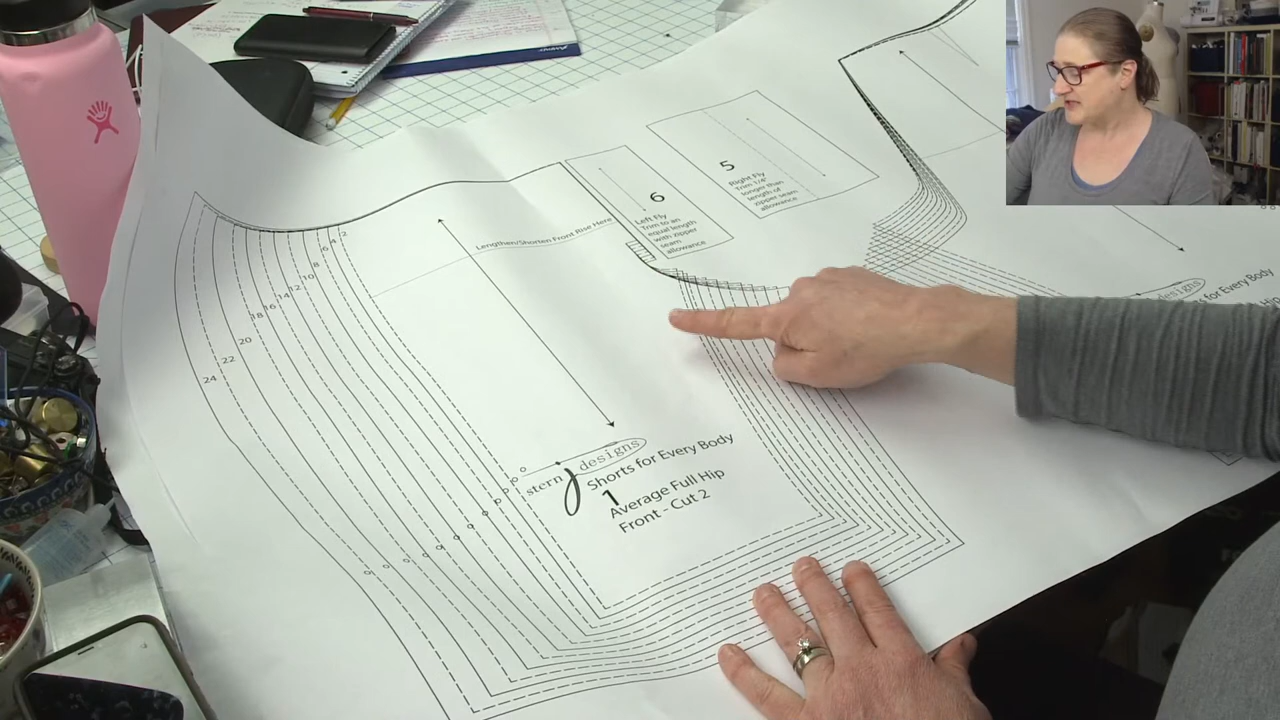 6
Left Fly
Trim to an
equal length
with zipper
seam
allowance
5
Right Fly
Trim 1/4"
longer than
length of
zipper seam
allowance
Lengthen/Shorten Front Rise Here
2
4
6
8
10
12
14
16
18
20
22
24
stern j designs
Shorts for Every Body
1
Average Full Hip
Front - Cut 2
designs
s for Every Body